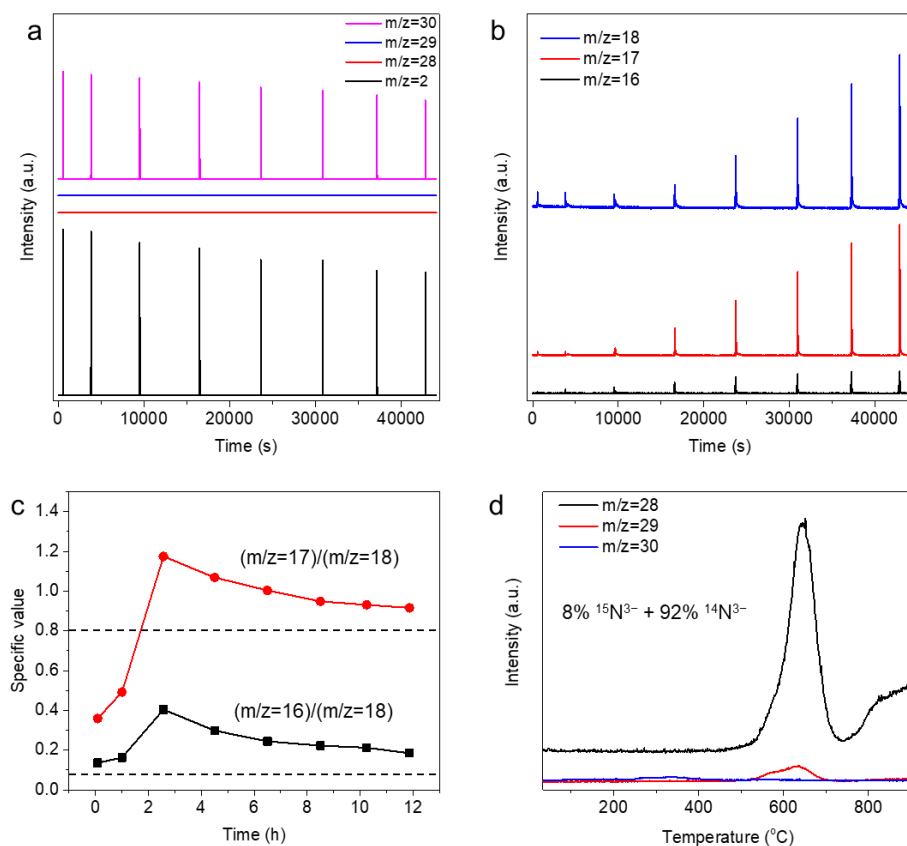 a
m/z=30
m/z=29
m/z=28
m/z=2
Intensity (a.u.)
0 10000 20000 30000 40000
Time (s)
b
m/z=18
m/z=17
m/z=16
Intensity (a.u.)
0 10000 20000 30000 40000
Time (s)
c
1.4
1.2
1.0
0.8
0.6
0.4
0.2
0.0
Specific value
(m/z=17)/(m/z=18)
(m/z=16)/(m/z=18)
0 2 4 6 8 10 12
Time (h)
d
m/z=28
m/z=29
m/z=30
8% ¹⁵N³⁻ + 92% ¹⁴N³⁻
Intensity (a.u.)
200 400 600 800
Temperature (°C)